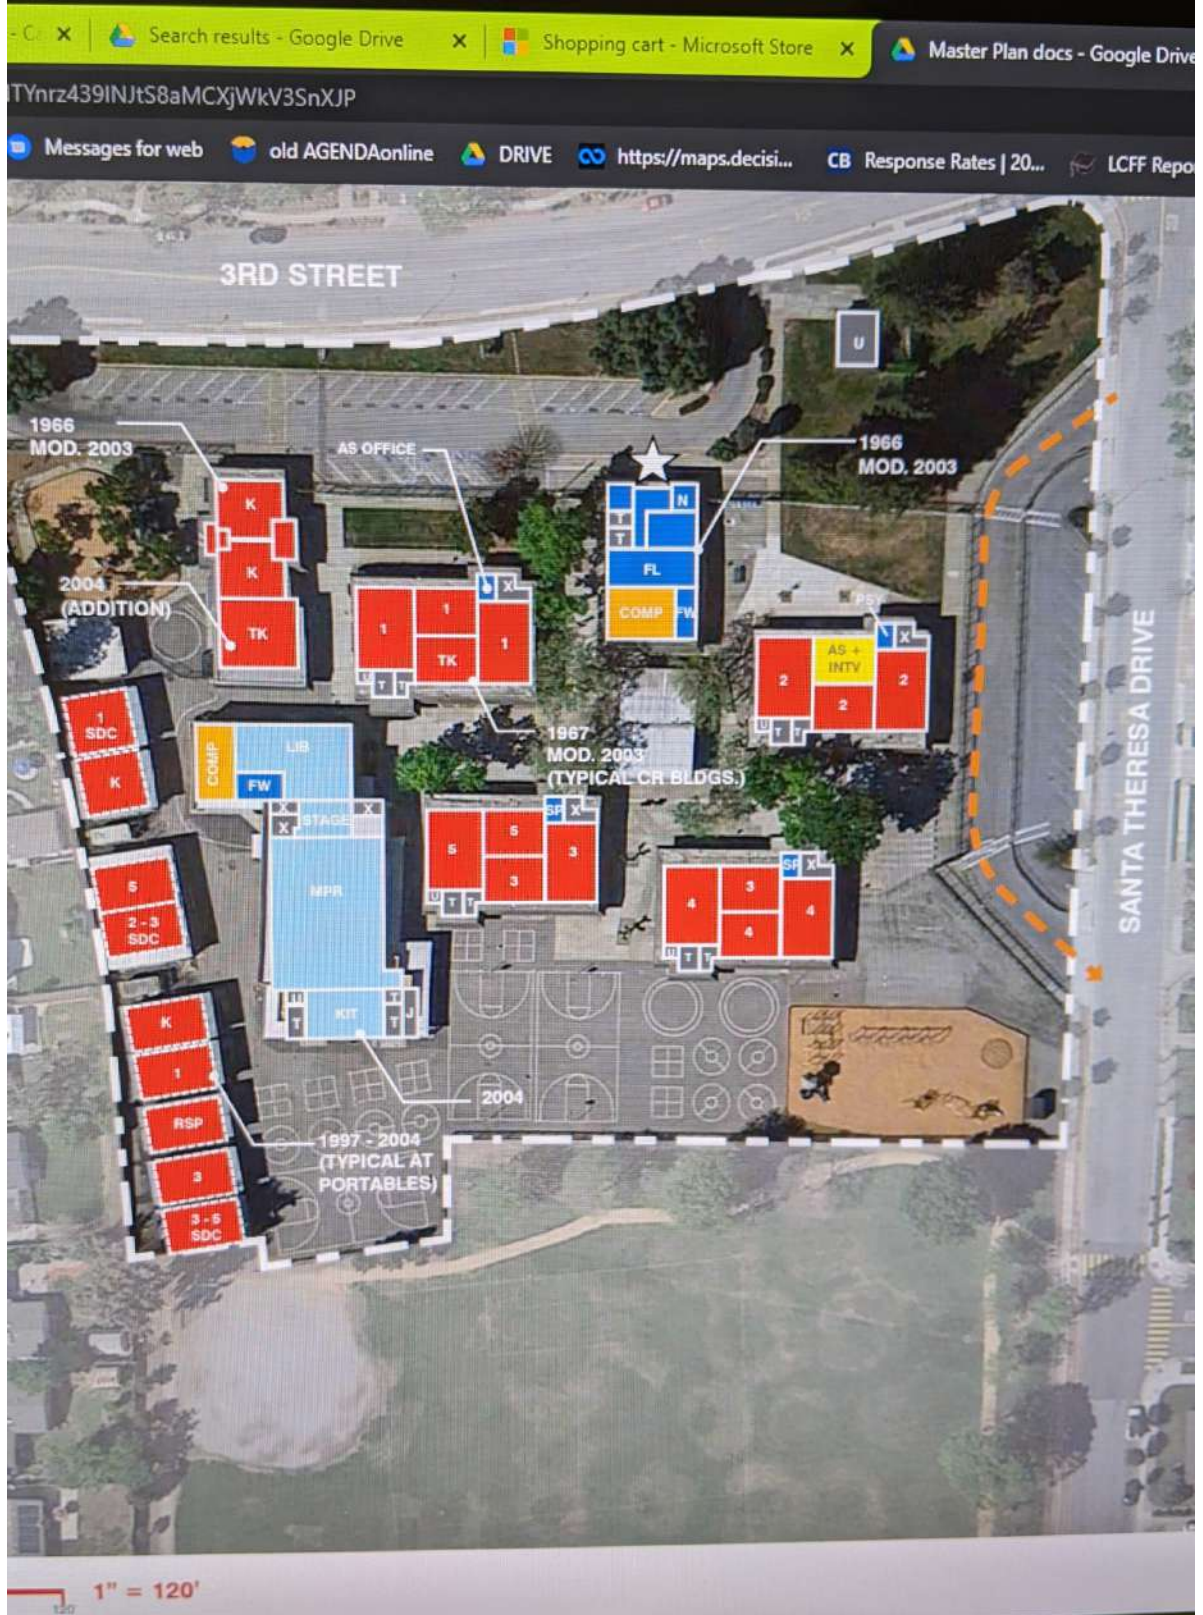 Search results - Google Drive
Shopping cart - Microsoft Store
Master Plan docs - Google Drive
ITYnrz439INJtS8aMCXjWkV3SnXJP
Messages for web
old AGENDAonline
DRIVE
https://maps.decisi...
CB Response Rates | 20...
LCFF Repo
3RD STREET
U
1966
MOD. 2003
AS OFFICE
1966
MOD. 2003
K
N
T
T
K
FL
X
2004
(ADDITION)
TK
1
1
TK
1
COMP
FW
PSY
X
2
AS +
INTV
2
2
U
T
T
U
T
T
SANTA THERESA DRIVE
1
SDC
K
COMP
LIB
FW
1967
MOD. 2003
(TYPICAL CR BLDGS.)
X
X
X
STAGE
SP
X
5
5
3
3
U
T
T
SP
X
4
3
4
4
U
T
T
MPR
5
2 - 3
SDC
U
T
KIT
T
T
J
K
1
RSP
3
3 - 5
SDC
2004
1997 - 2004
(TYPICAL AT
PORTABLES)
1" = 120'
120'